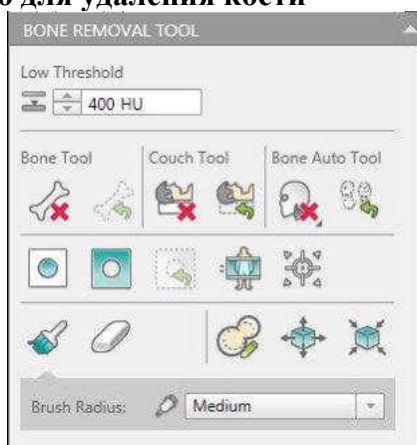 для удаления кости
BONE REMOVAL TOOL
Low Threshold
400 HU
Bone Tool
Couch Tool
Bone Auto Tool
Brush Radius:
Medium